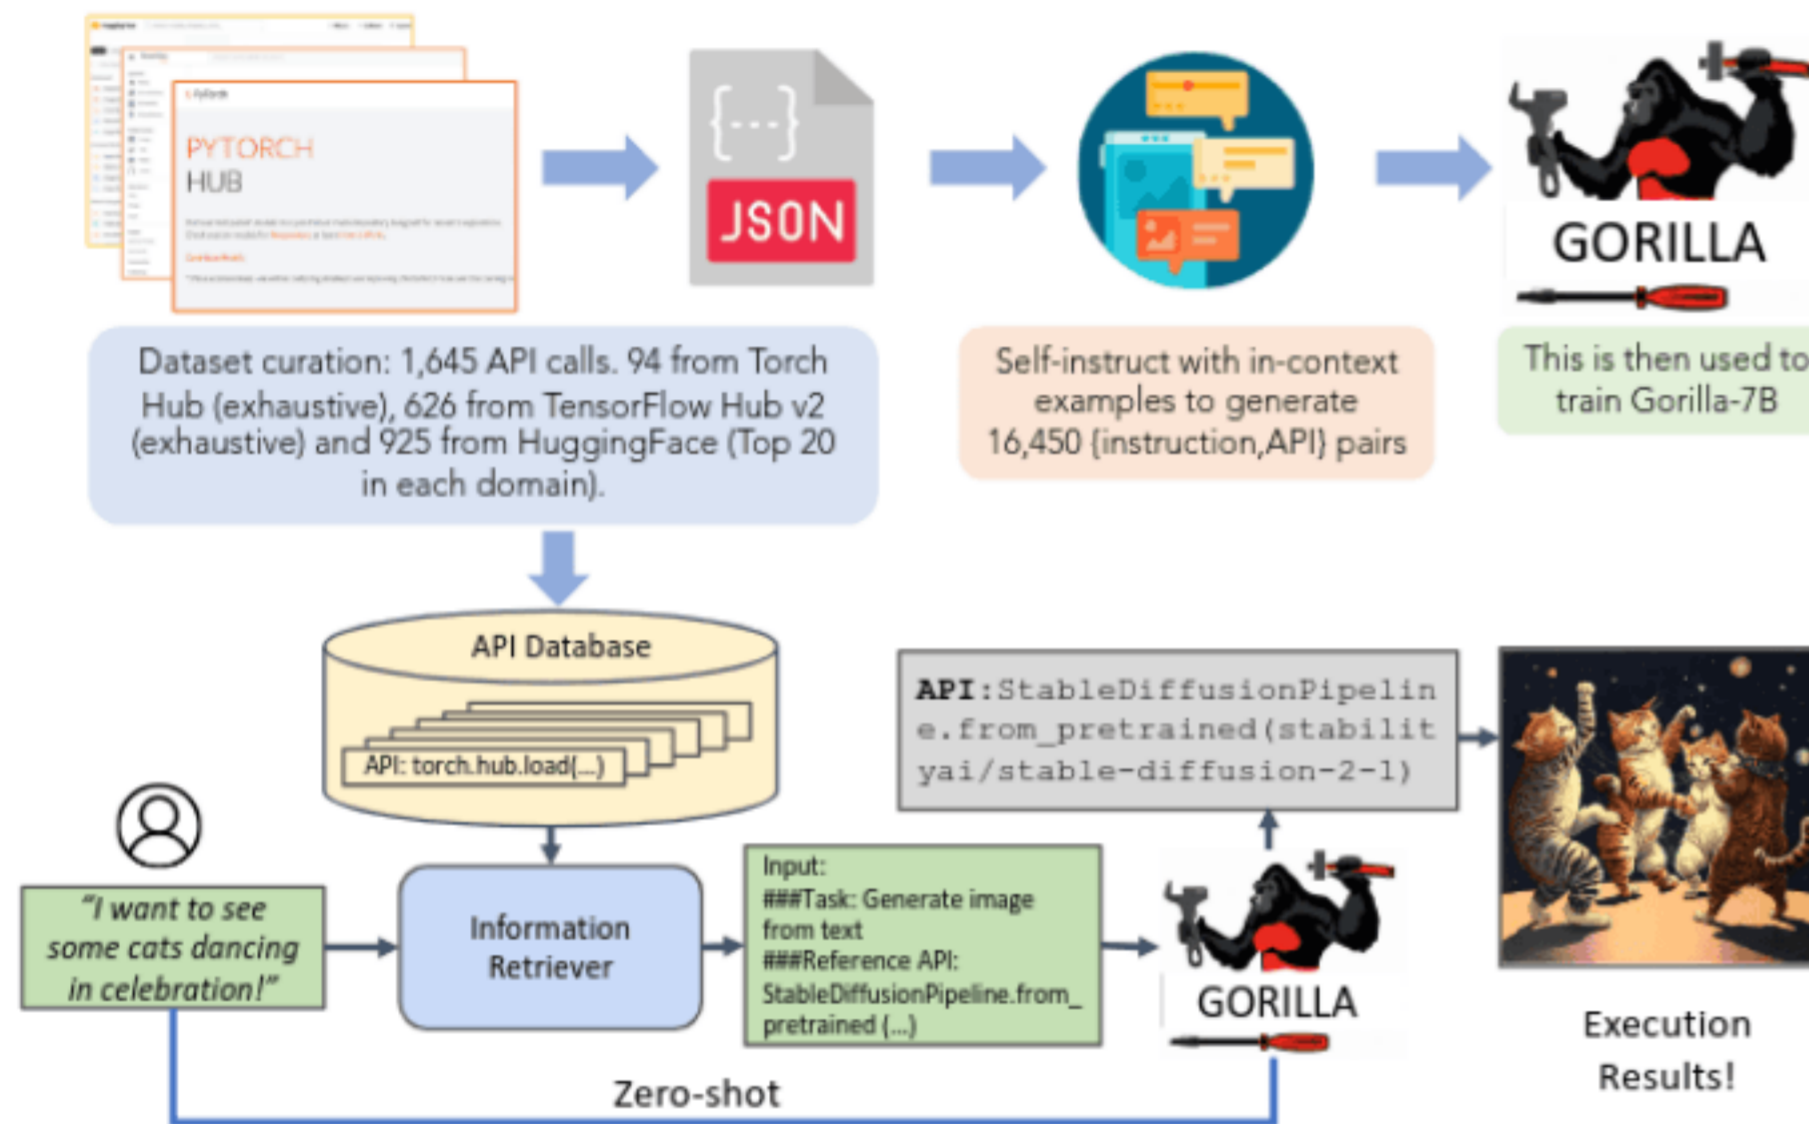 PyTorch
PYTORCH
HUB
{---}
JSON
GORILLA
Dataset curation: 1,645 API calls. 94 from Torch
Hub (exhaustive), 626 from TensorFlow Hub v2
(exhaustive) and 925 from HuggingFace (Top 20
in each domain).
Self-instruct with in-context
examples to generate
16,450 {instruction,API} pairs
This is then used to
train Gorilla-7B
API Database
API: torch.hub.load(...)
API:StableDiffusionPipelin
e.from_pretrained(stabilit
yai/stable-diffusion-2-1)
"I want to see
some cats dancing
in celebration!"
Information
Retriever
Input:
###Task: Generate image
from text
###Reference API:
StableDiffusionPipeline.from_
pretrained (...)
GORILLA
Execution
Results!
Zero-shot